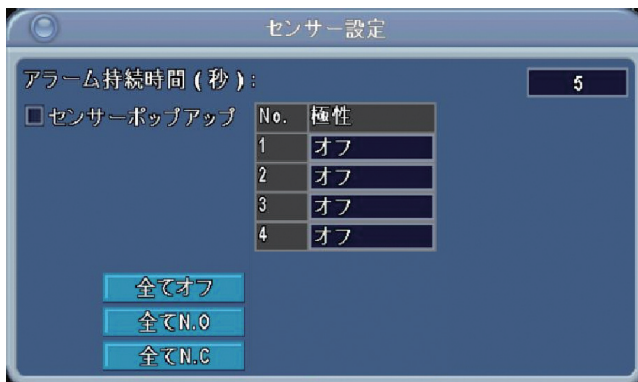 センサー設定
アラーム持続時間 ( 秒 ) : 5
センサーポップアップ
No. 極性
1 オフ
2 オフ
3 オフ
4 オフ
全てオフ
全てN.O
全てN.C